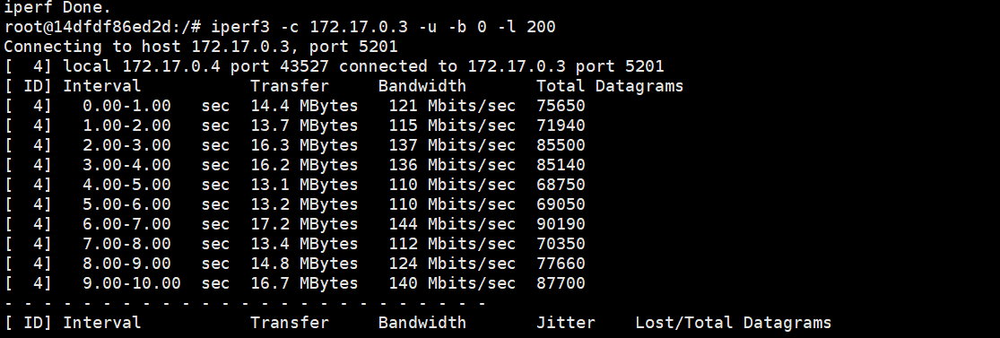 iperf Done.
root@14dfdf86ed2d:/# iperf3 -c 172.17.0.3 -u -b 0 -l 200
Connecting to host 172.17.0.3, port 5201
[  4] local 172.17.0.4 port 43527 connected to 172.17.0.3 port 5201
[ ID] Interval           Transfer     Bandwidth       Total Datagrams
[  4]   0.00-1.00   sec  14.4 MBytes   121 Mbits/sec  75650
[  4]   1.00-2.00   sec  13.7 MBytes   115 Mbits/sec  71940
[  4]   2.00-3.00   sec  16.3 MBytes   137 Mbits/sec  85500
[  4]   3.00-4.00   sec  16.2 MBytes   136 Mbits/sec  85140
[  4]   4.00-5.00   sec  13.1 MBytes   110 Mbits/sec  68750
[  4]   5.00-6.00   sec  13.2 MBytes   110 Mbits/sec  69050
[  4]   6.00-7.00   sec  17.2 MBytes   144 Mbits/sec  90190
[  4]   7.00-8.00   sec  13.4 MBytes   112 Mbits/sec  70350
[  4]   8.00-9.00   sec  14.8 MBytes   124 Mbits/sec  77660
[  4]   9.00-10.00  sec  16.7 MBytes   140 Mbits/sec  87700
- - - - - - - - - - - - - - - - - - - - - - - - -
[ ID] Interval           Transfer     Bandwidth       Jitter    Lost/Total Datagrams